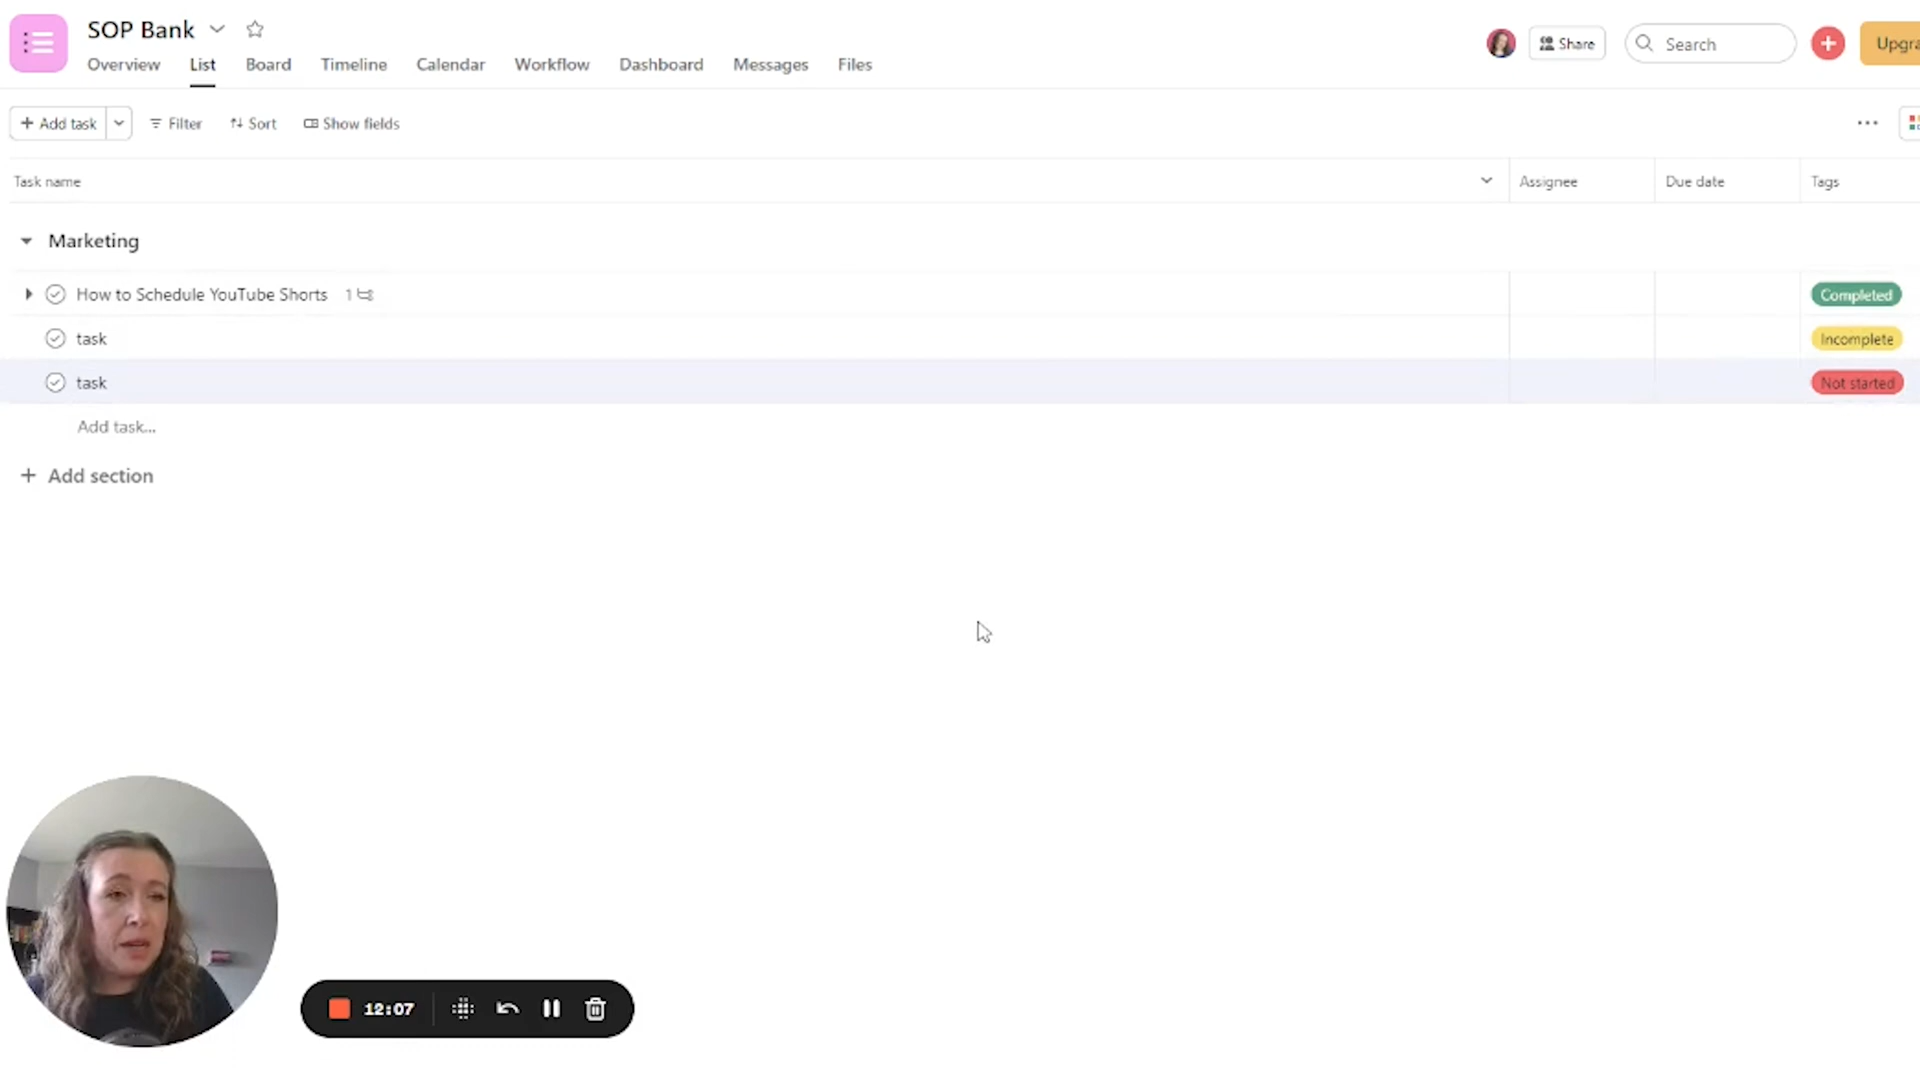 SOP Bank
Share
Search
Overview List Board Timeline Calendar Workflow Dashboard Messages Files
+ Add task Filter Sort Show fields
Task name Assignee Due date Tags
Marketing
How to Schedule YouTube Shorts 1 Completed
task Incomplete
task Not started
Add task...
+ Add section
12:07